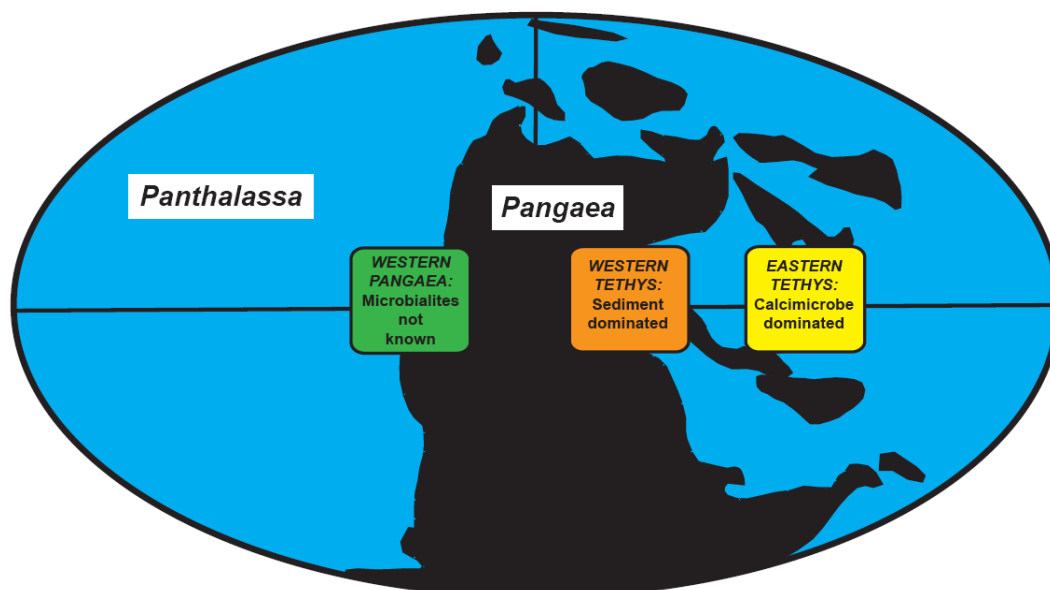 Panthalassa
Pangaea
WESTERN
PANGAEA:
Microbialites
not
known
WESTERN
TETHYS:
Sediment
dominated
EASTERN
TETHYS:
Calcimicrobe
dominated